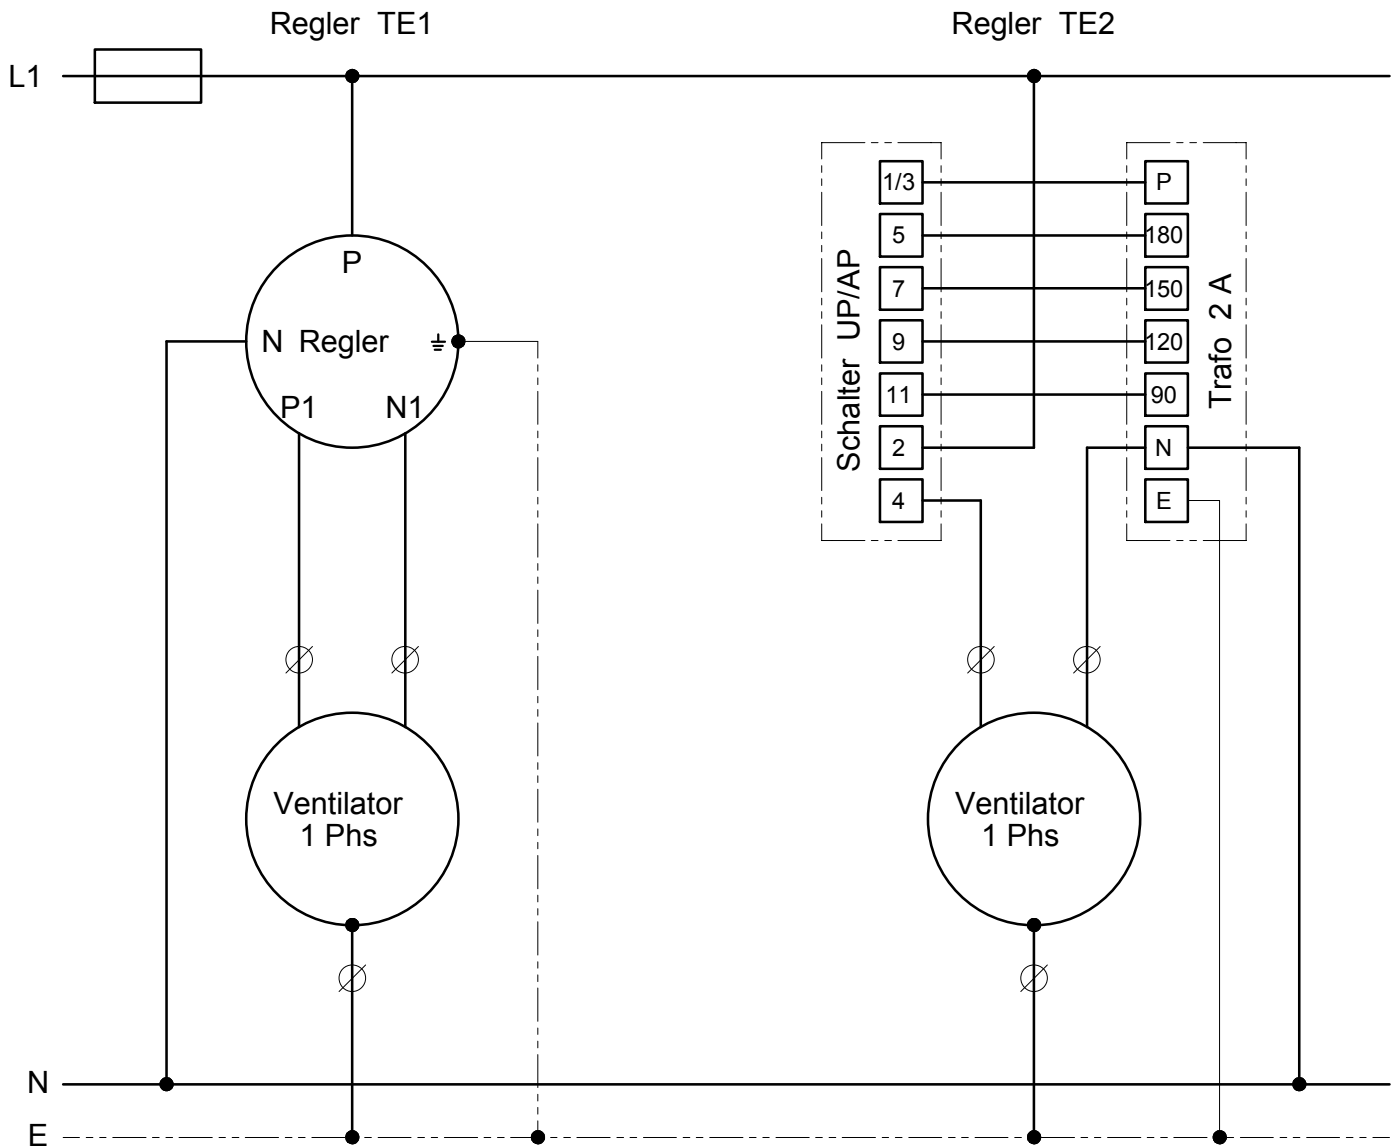 Regler TE1
Regler TE2
L1
P
N Regler
P1 N1
Ventilator
1 Phs
Schalter UP/AP
1/3
5
7
9
11
2
4
P
180
150
120
90
N
E
Trafo 2 A
Ventilator
1 Phs
N
E